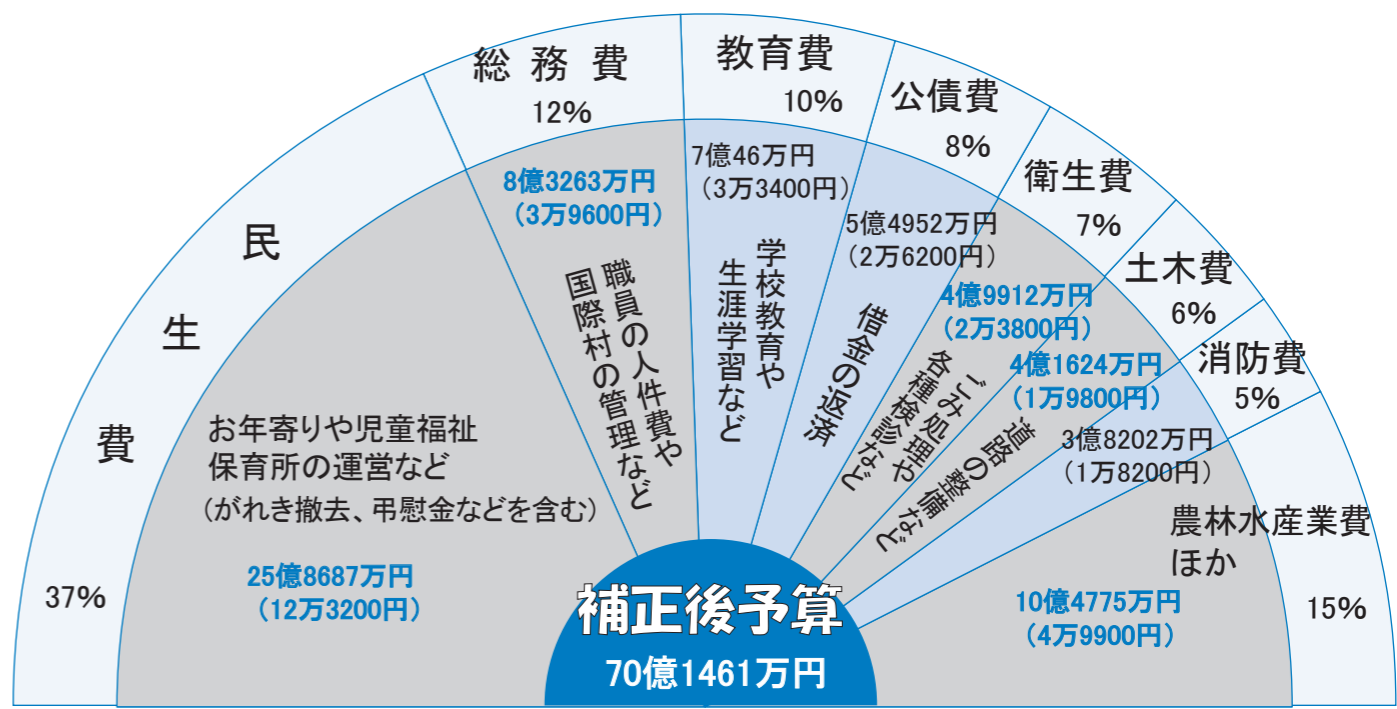 民生費
37%
お年寄りや児童福祉
保育所の運営など
(がれき撤去、弔慰金などを含む)
25億8687万円
(12万3200円)
総務費
12%
8億3263万円
(3万9600円)
職員の人件費や
国際村の管理など
教育費
10%
7億46万円
(3万3400円)
学校教育や
生涯学習など
公債費
8%
5億4952万円
(2万6200円)
借金の返済
衛生費
7%
4億9912万円
(2万3800円)
ごみ処理や
各種検診など
土木費
6%
4億1624万円
(1万9800円)
道路の整備など
消防費
5%
3億8202万円
(1万8200円)
農林水産業費
ほか
15%
10億4775万円
(4万9900円)
補正後予算
70億1461万円